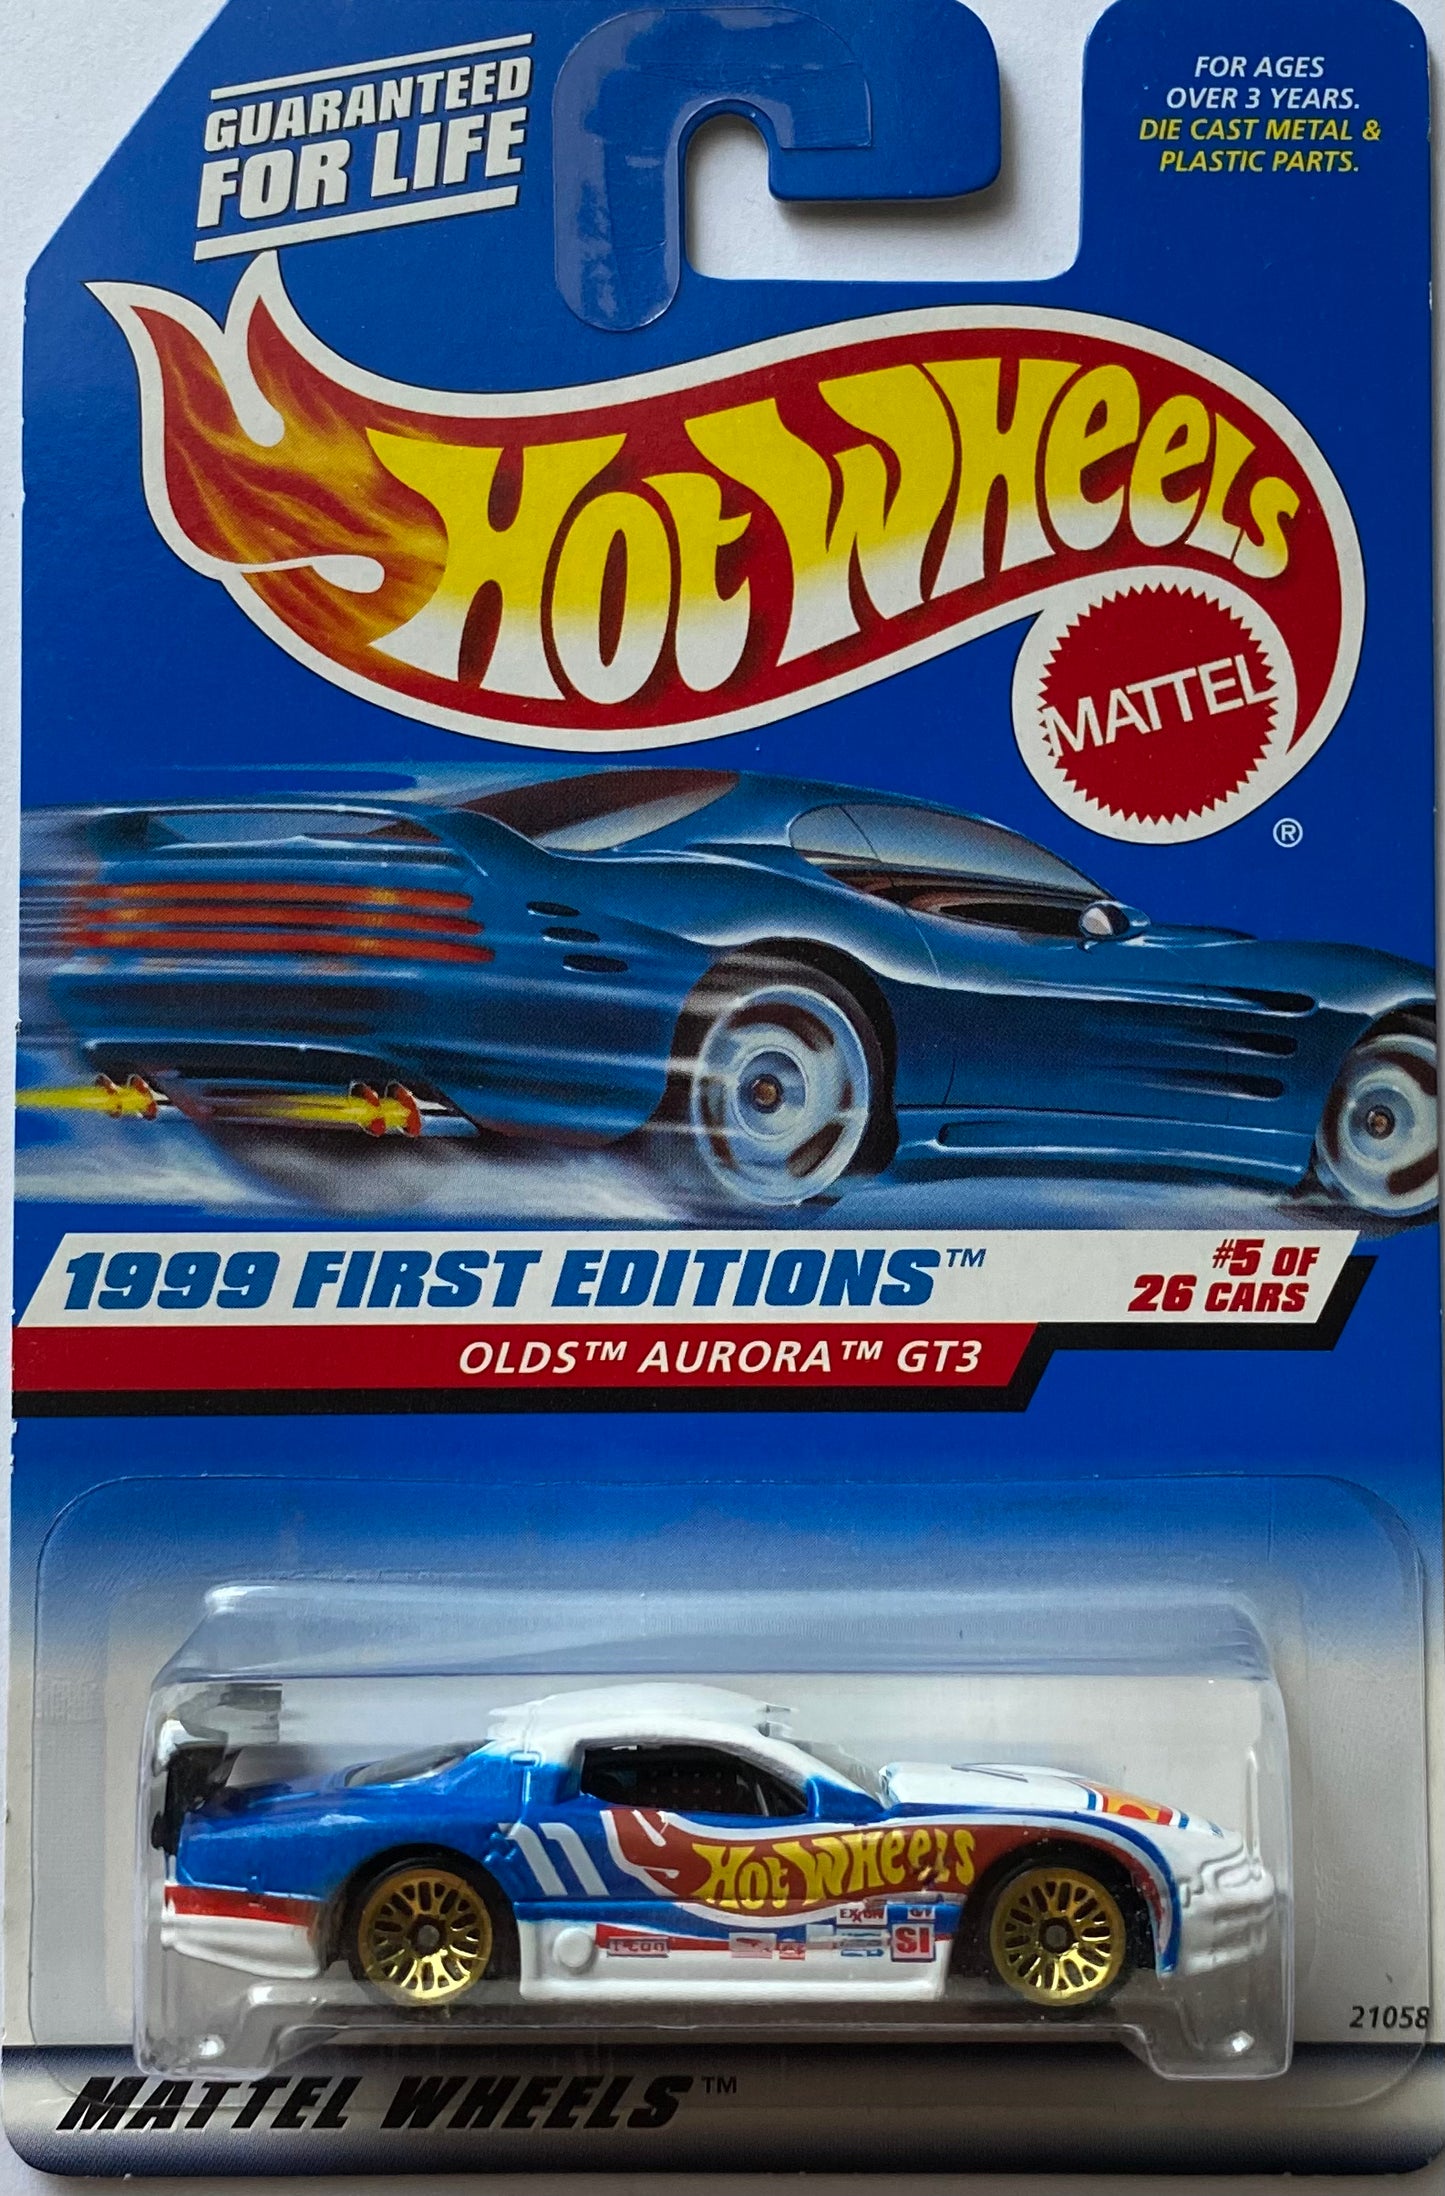 GUARANTEED
FOR LIFE
FOR AGES
OVER 3 YEARS.
DIE CAST METAL &
PLASTIC PARTS.
HOT WHEELS
MATTEL
®
1999 FIRST EDITIONS™
#5 OF
26 CARS
OLDS™ AURORA™ GT3
11
HOT WHEELS
EXXON
SI
21058
MATTEL WHEELS™